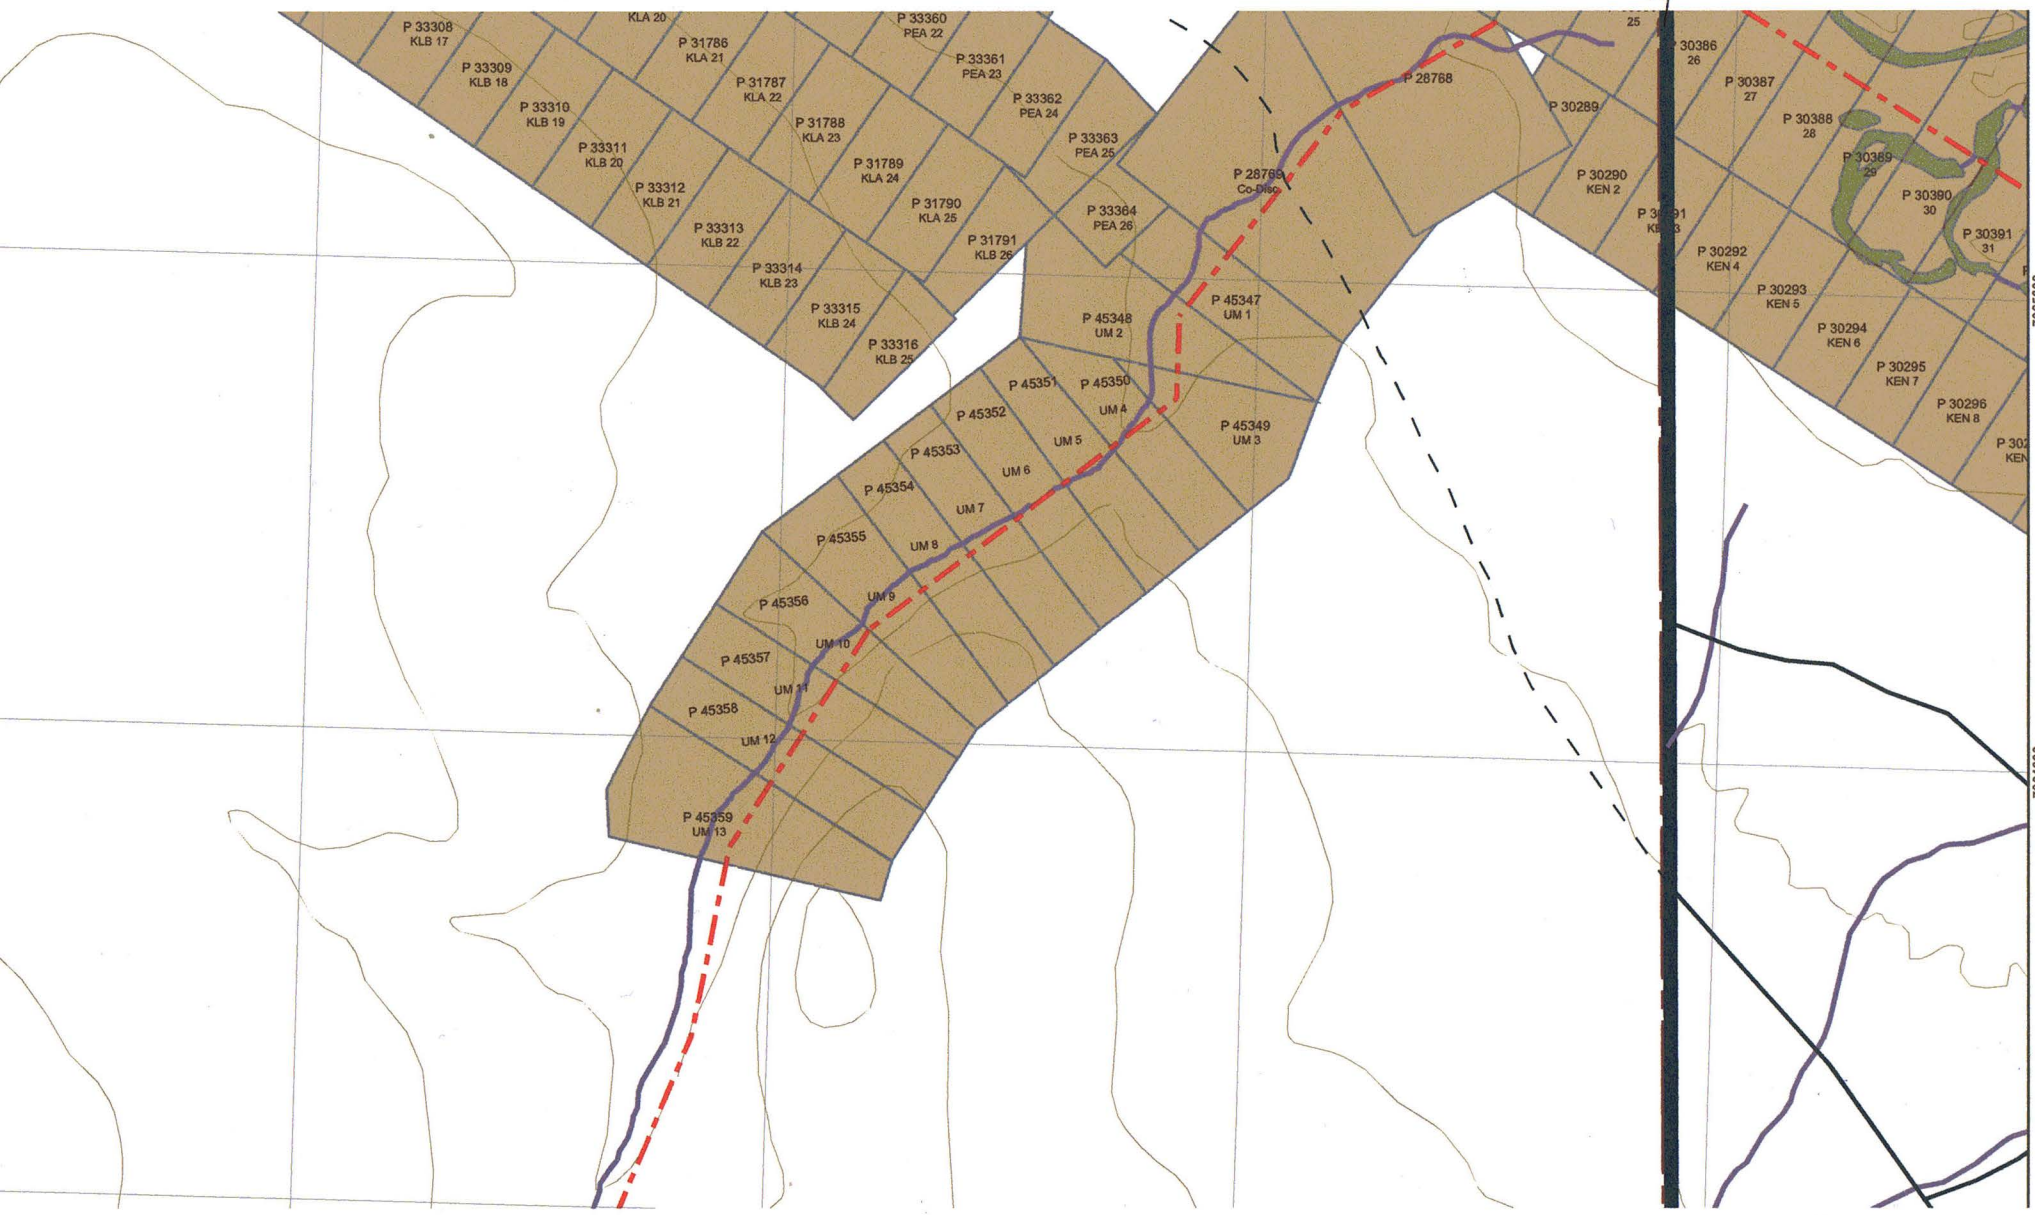 P 33308
KLB 17
P 33309
KLB 18
P 33310
KLB 19
P 33311
KLB 20
P 33312
KLB 21
P 33313
KLB 22
P 33314
KLB 23
P 33315
KLB 24
P 33316
KLB 25
KLA 20
P 31786
KLA 21
P 31787
KLA 22
P 31788
KLA 23
P 31789
KLA 24
P 31790
KLA 25
P 31791
KLB 26
P 33360
PEA 22
P 33361
PEA 23
P 33362
PEA 24
P 33363
PEA 25
P 33364
PEA 26
P 28768
P 28769
Co-Disc
P 45347
UM 1
P 45348
UM 2
P 45349
UM 3
P 45350
UM 4
P 45351
UM 5
P 45352
UM 6
P 45353
UM 7
P 45354
UM 8
P 45355
UM 9
P 45356
UM 10
P 45357
UM 11
P 45358
UM 12
P 45359
UM 13
25
P 30289
P 30290
KEN 2
P 30292
KEN 4
P 30293
KEN 5
P 30294
KEN 6
P 30295
KEN 7
P 30296
KEN 8
P 302
KEN
30386
26
P 30387
27
P 30388
28
P 30389
29
P 30390
30
P 30391
31